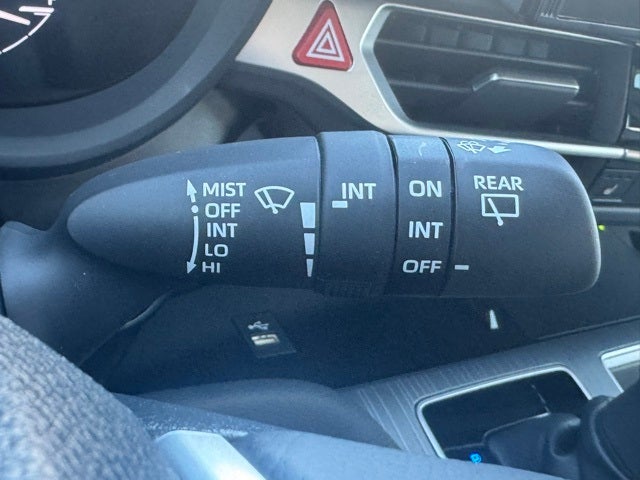 MIST
OFF
INT
LO
HI
INT
ON
INT
OFF
REAR